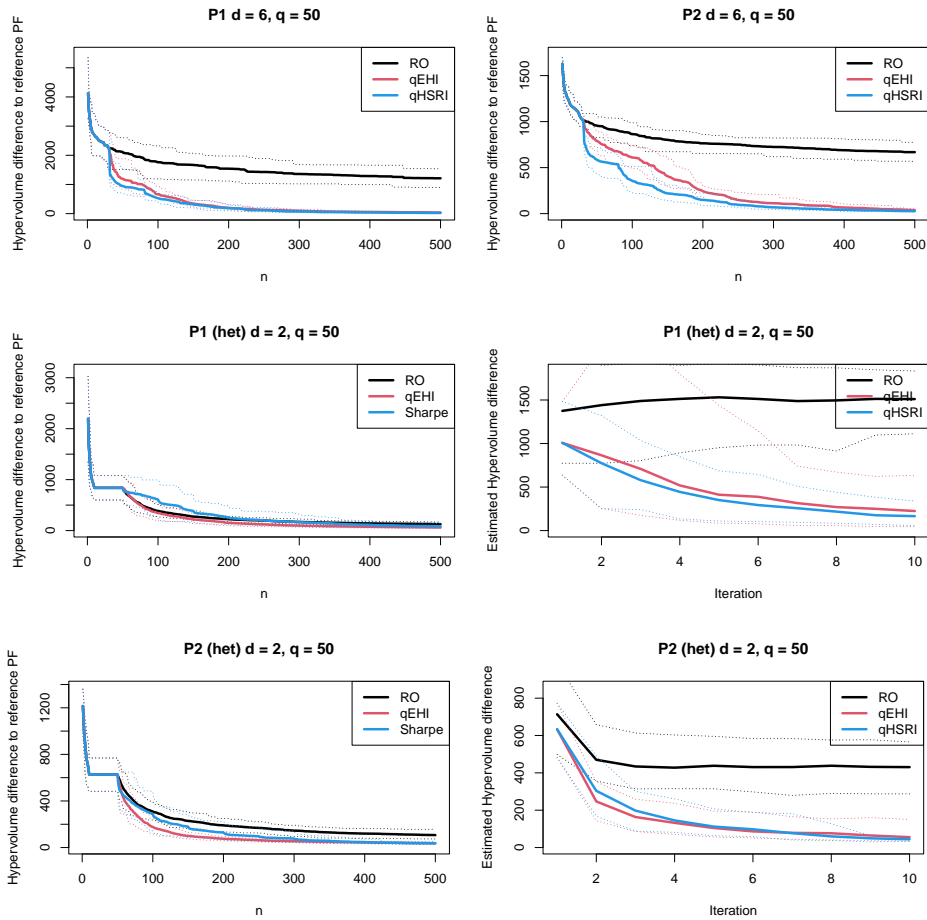 P1 d = 6, q = 50
Hypervolume difference to reference PF
0 2000 4000
RO
qEHI
qHSRI
0 100 200 300 400 500
n
P2 d = 6, q = 50
Hypervolume difference to reference PF
0 500 1000 1500
RO
qEHI
qHSRI
0 100 200 300 400 500
n
P1 (het) d = 2, q = 50
Hypervolume difference to reference PF
0 1000 2000 3000
RO
qEHI
Sharpe
0 100 200 300 400 500
n
P1 (het) d = 2, q = 50
Estimated Hypervolume difference
0 500 1000 1500
RO
qEHI
qHSRI
2 4 6 8 10
Iteration
P2 (het) d = 2, q = 50
Hypervolume difference to reference PF
0 400 800 1200
RO
qEHI
Sharpe
0 100 200 300 400 500
n
P2 (het) d = 2, q = 50
Estimated Hypervolume difference
0 200 400 600 800
RO
qEHI
qHSRI
2 4 6 8 10
Iteration